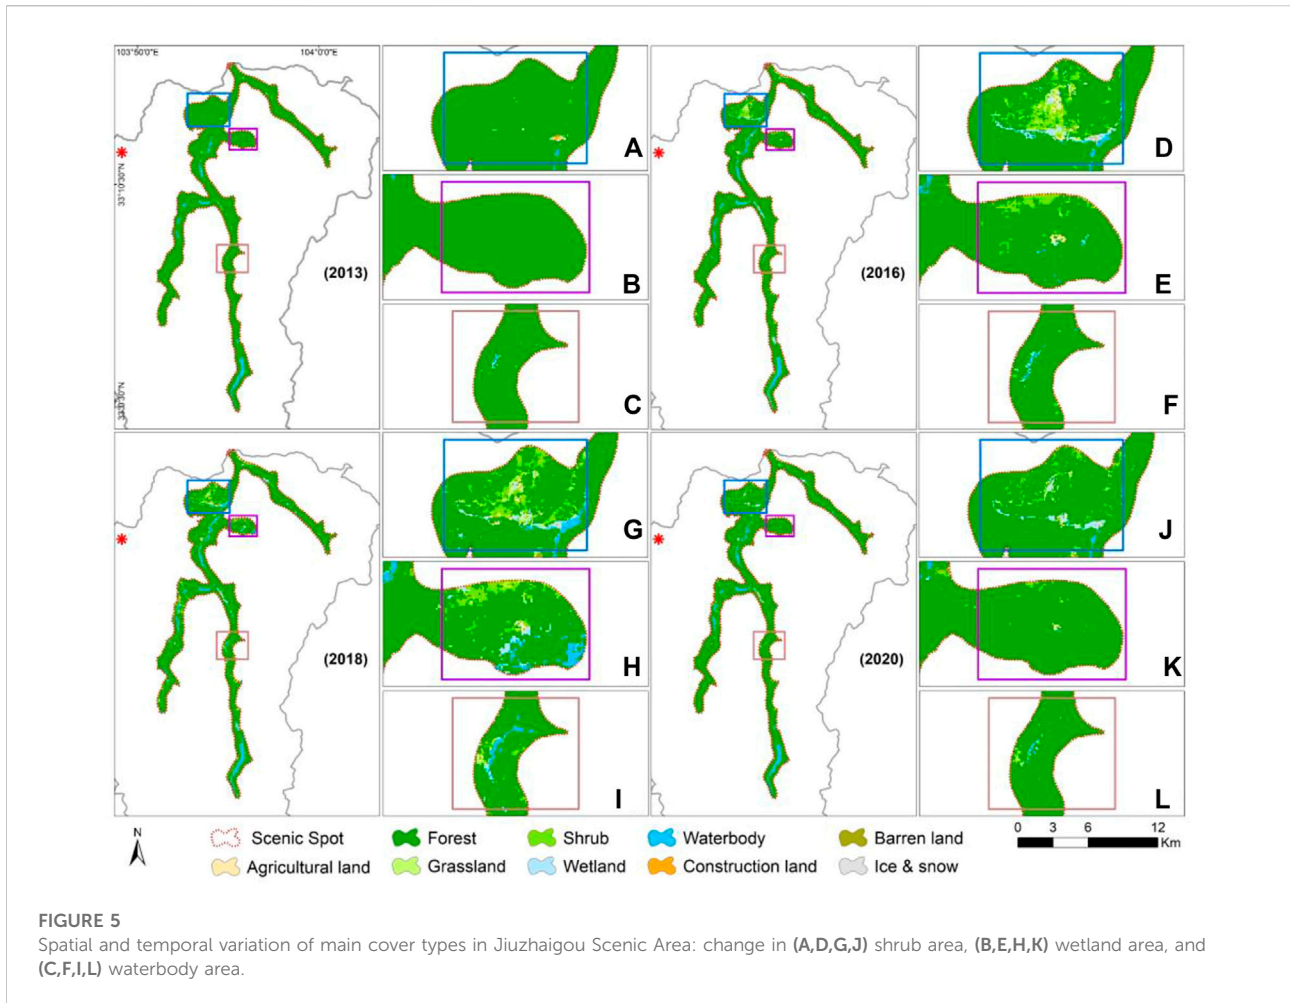 103°50'0"E
104°0'0"E
33°10'30"N
(2013)
A
B
C
(2016)
D
E
F
(2018)
G
H
I
(2020)
J
K
L
N
Scenic Spot
Forest
Shrub
Waterbody
Barren land
Agricultural land
Grassland
Wetland
Construction land
Ice & snow
0 3 6 12
Km
FIGURE 5
Spatial and temporal variation of main cover types in Jiuzhaigou Scenic Area: change in (A,D,G,J) shrub area, (B,E,H,K) wetland area, and
(C,F,I,L) waterbody area.